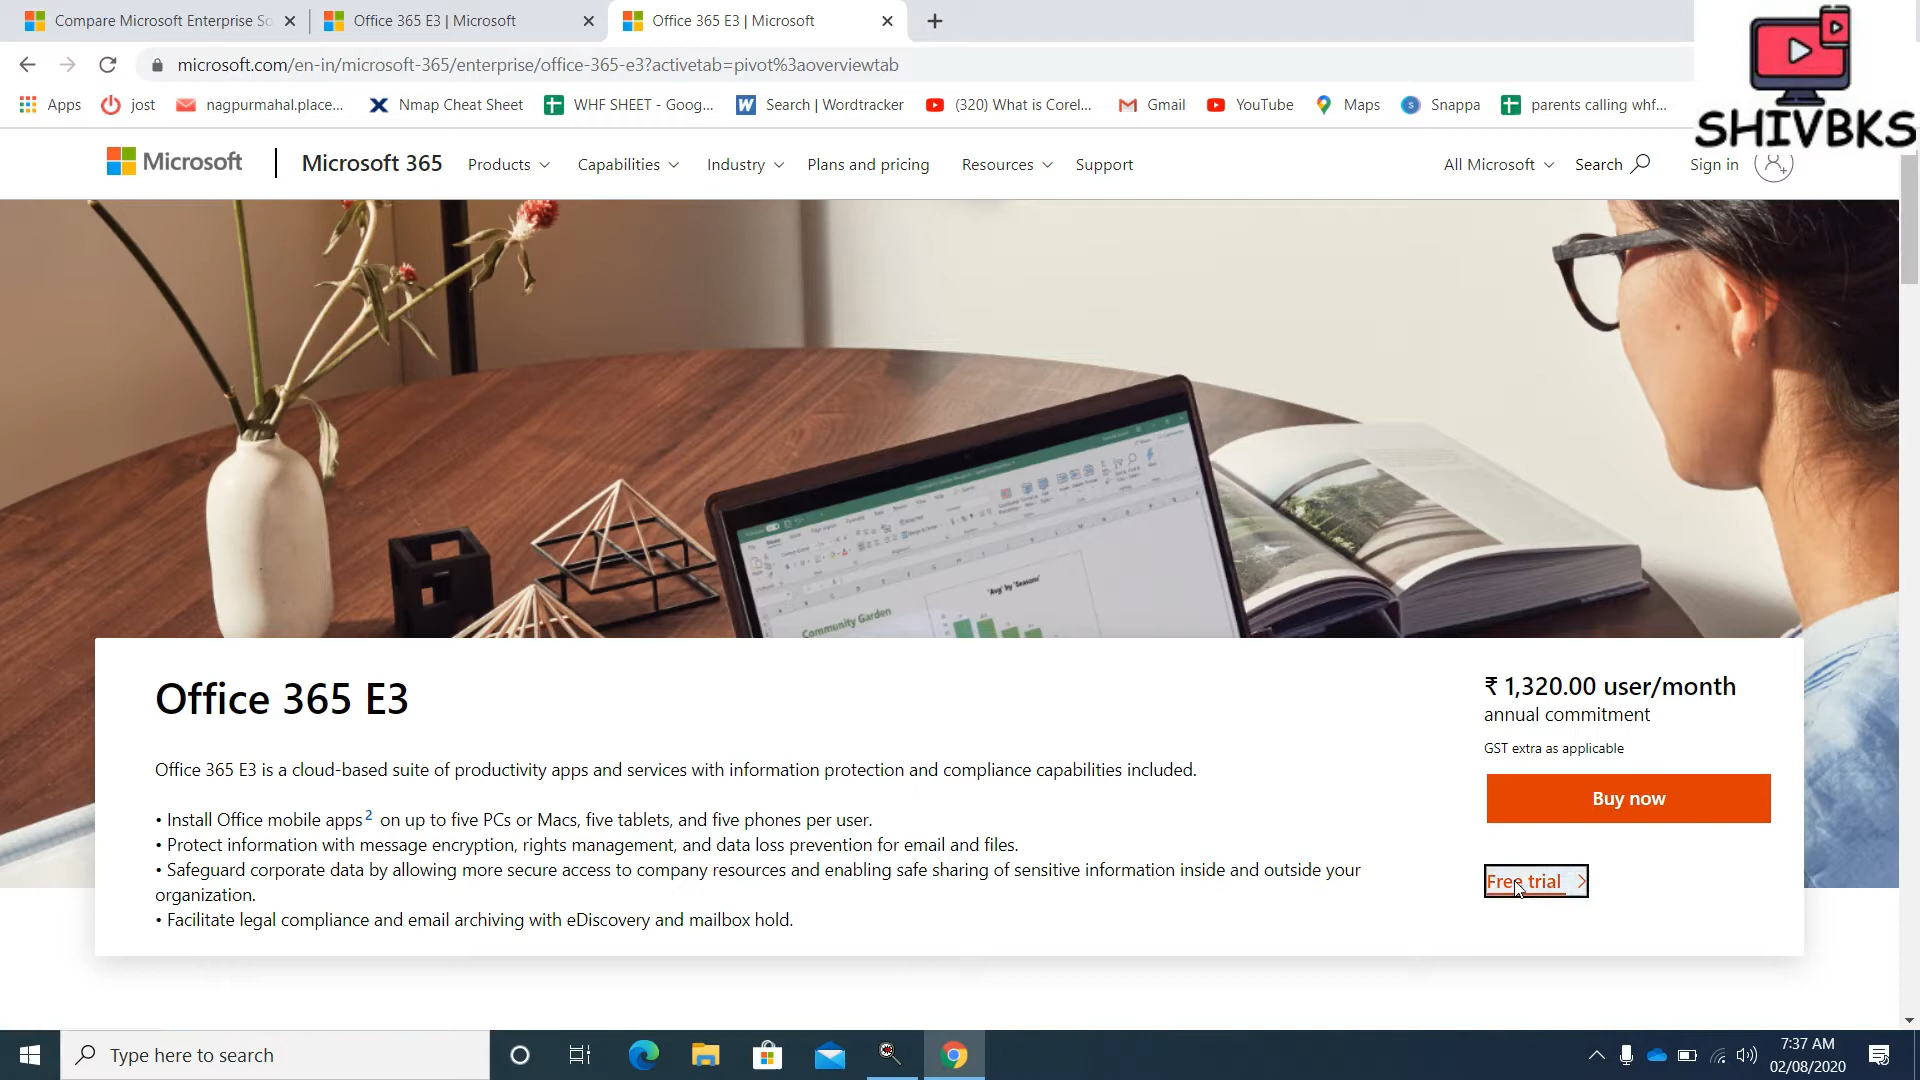 Compare Microsoft Enterprise So
Office 365 E3 | Microsoft
Office 365 E3 | Microsoft
microsoft.com/en-in/microsoft-365/enterprise/office-365-e3?activetab=pivot%3aoverviewtab
Apps
jost
nagpurmahal.place...
Nmap Cheat Sheet
WHF SHEET - Goog...
Search | Wordtracker
(320) What is Corel...
Gmail
YouTube
Maps
Snappa
parents calling whf...
SHIVBKS
Microsoft
Microsoft 365
Products
Capabilities
Industry
Plans and pricing
Resources
Support
All Microsoft
Search
Sign in
'Avg' by 'Seasons'
Community Garden
Office 365 E3
Office 365 E3 is a cloud-based suite of productivity apps and services with information protection and compliance capabilities included.
• Install Office mobile apps2 on up to five PCs or Macs, five tablets, and five phones per user.
• Protect information with message encryption, rights management, and data loss prevention for email and files.
• Safeguard corporate data by allowing more secure access to company resources and enabling safe sharing of sensitive information inside and outside your
organization.
• Facilitate legal compliance and email archiving with eDiscovery and mailbox hold.
₹ 1,320.00 user/month
annual commitment
GST extra as applicable
Buy now
Free trial
Type here to search
7:37 AM
02/08/2020